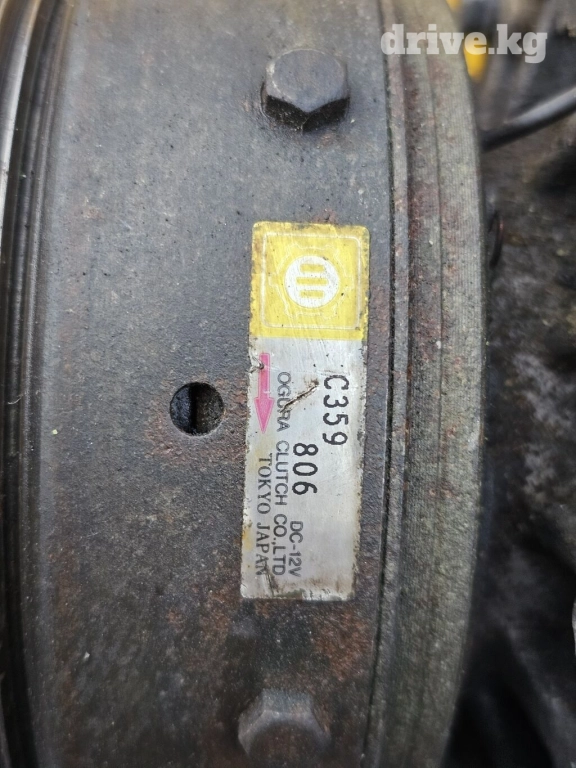 drive.kg
C359
806 DC-12V
OGURA CLUTCH CO.,LTD
TOKYO JAPAN